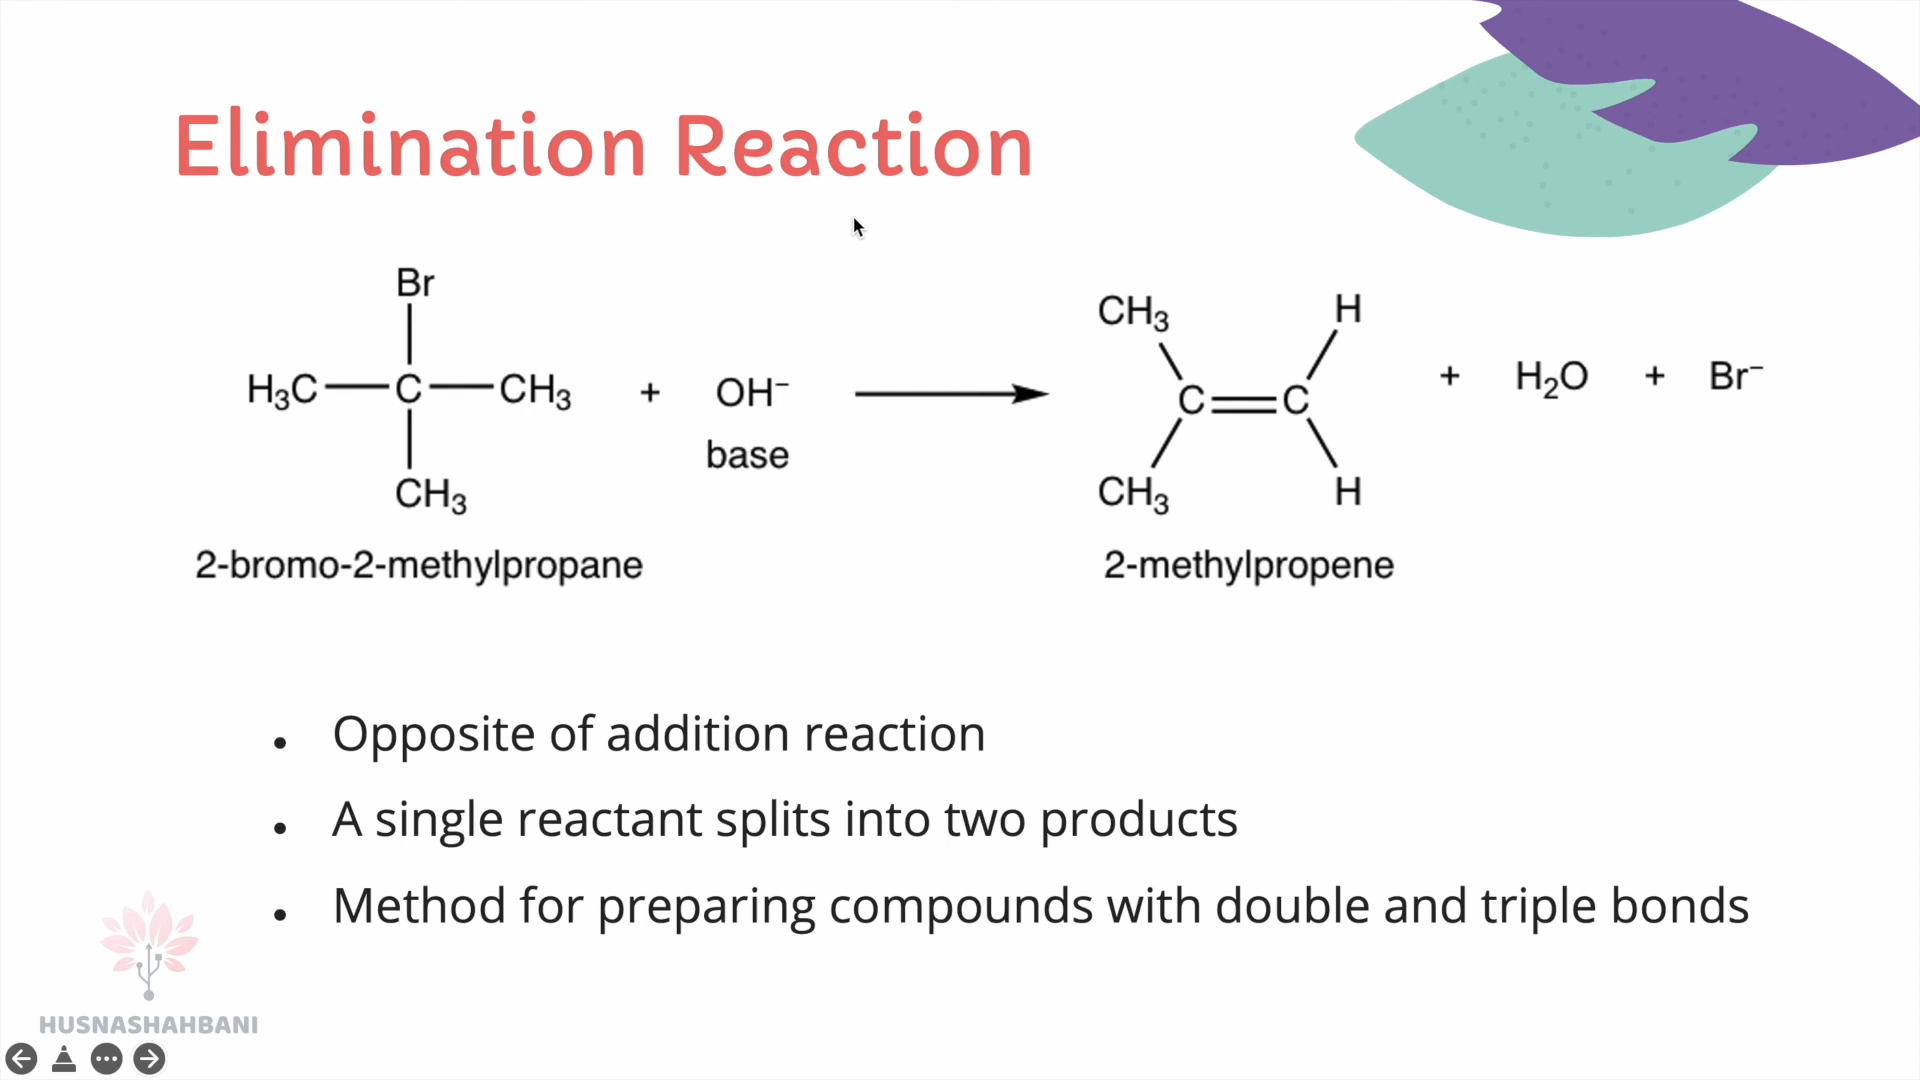 Elimination Reaction
Br
H₃C—C—CH₃ + OH⁻
base
CH₃
2-bromo-2-methylpropane
CH₃ H
C=C + H₂O + Br⁻
CH₃ H
2-methylpropene
• Opposite of addition reaction
• A single reactant splits into two products
• Method for preparing compounds with double and triple bonds
HUSNASHAHBANI